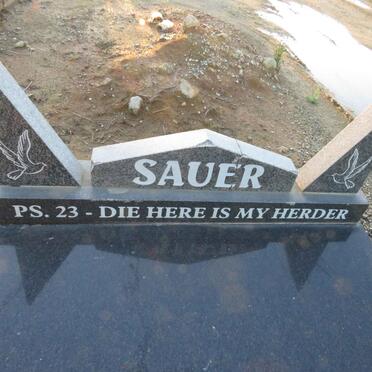 SAUER
PS. 23 - DIE HERE IS MY HERDER